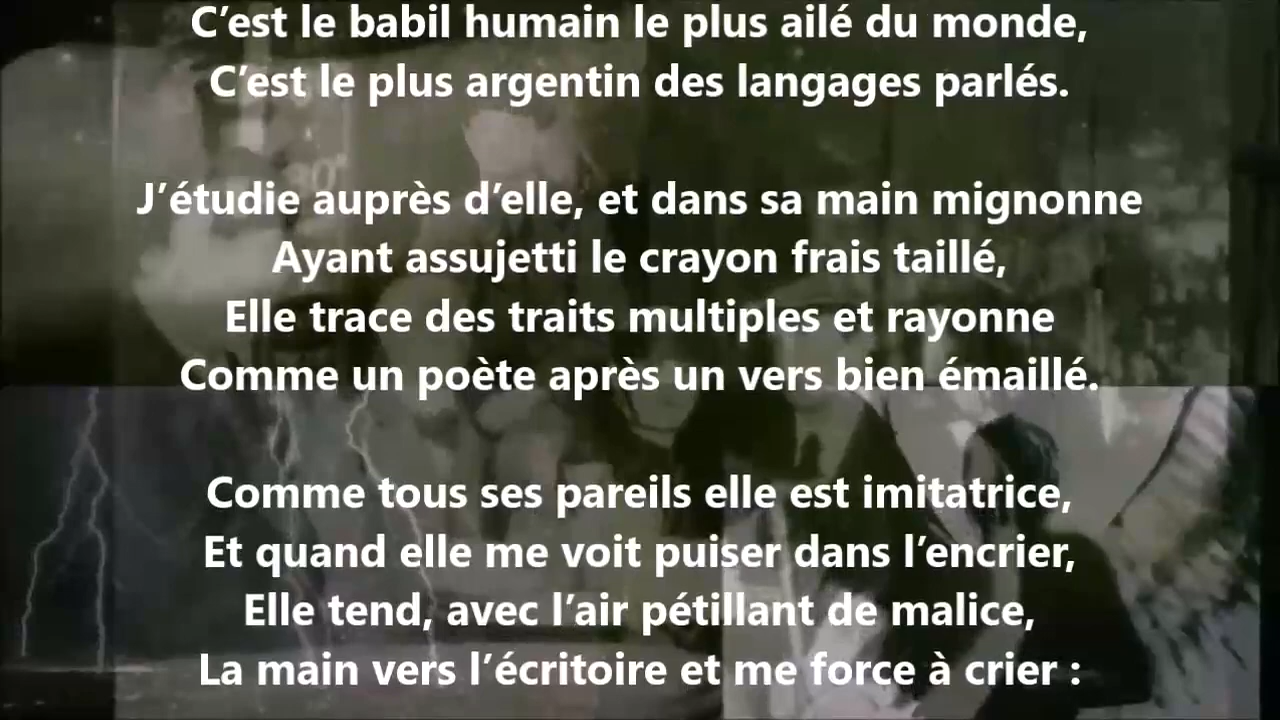 C’est le babil humain le plus ailé du monde,
C’est le plus argentin des langages parlés.
J’étudie auprès d’elle, et dans sa main mignonne
Ayant assujetti le crayon frais taillé,
Elle trace des traits multiples et rayonne
Comme un poète après un vers bien émaillé.
Comme tous ses pareils elle est imitatrice,
Et quand elle me voit puiser dans l’encrier,
Elle tend, avec l’air pétillant de malice,
La main vers l’écritoire et me force à crier :